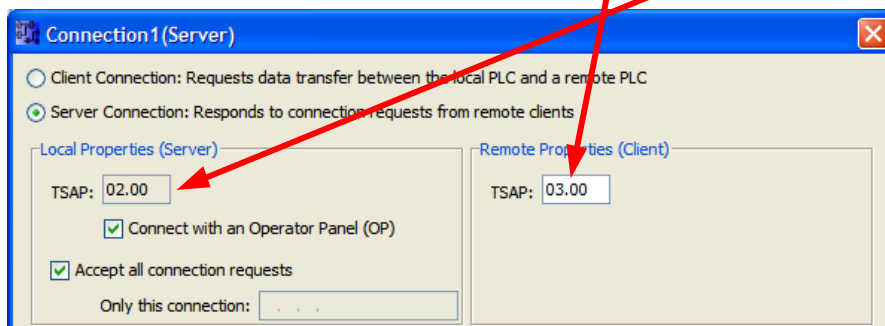 Connection1(Server)
Client Connection: Requests data transfer between the local PLC and a remote PLC
Server Connection: Responds to connection requests from remote clients
Local Properties (Server)
TSAP: 02.00
Connect with an Operator Panel (OP)
Accept all connection requests
Only this connection: . . .
Remote Properties (Client)
TSAP: 03.00